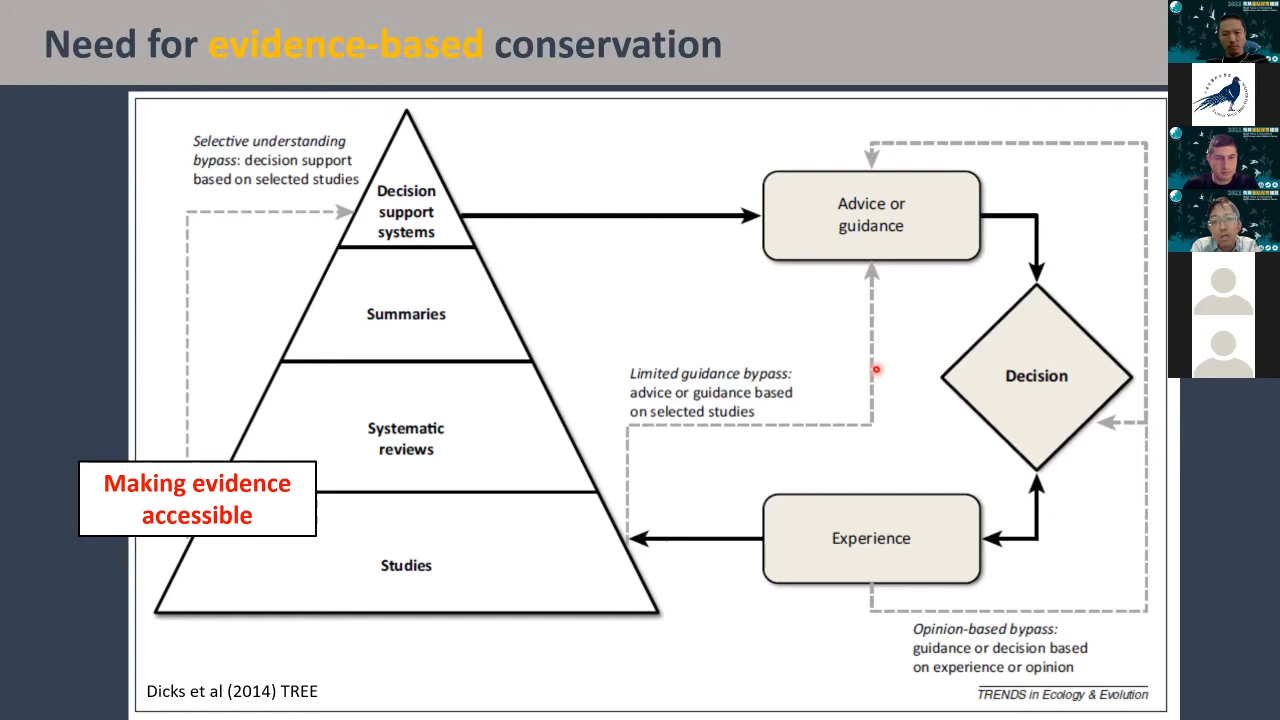 Need for evidence-based conservation
Selective understanding
bypass: decision support
based on selected studies
Decision
support
systems
Summaries
Systematic
reviews
Studies
Making evidence
accessible
Advice or
guidance
Limited guidance bypass:
advice or guidance based
on selected studies
Decision
Experience
Opinion-based bypass:
guidance or decision based
on experience or opinion
Dicks et al (2014) TREE
TRENDS in Ecology & Evolution